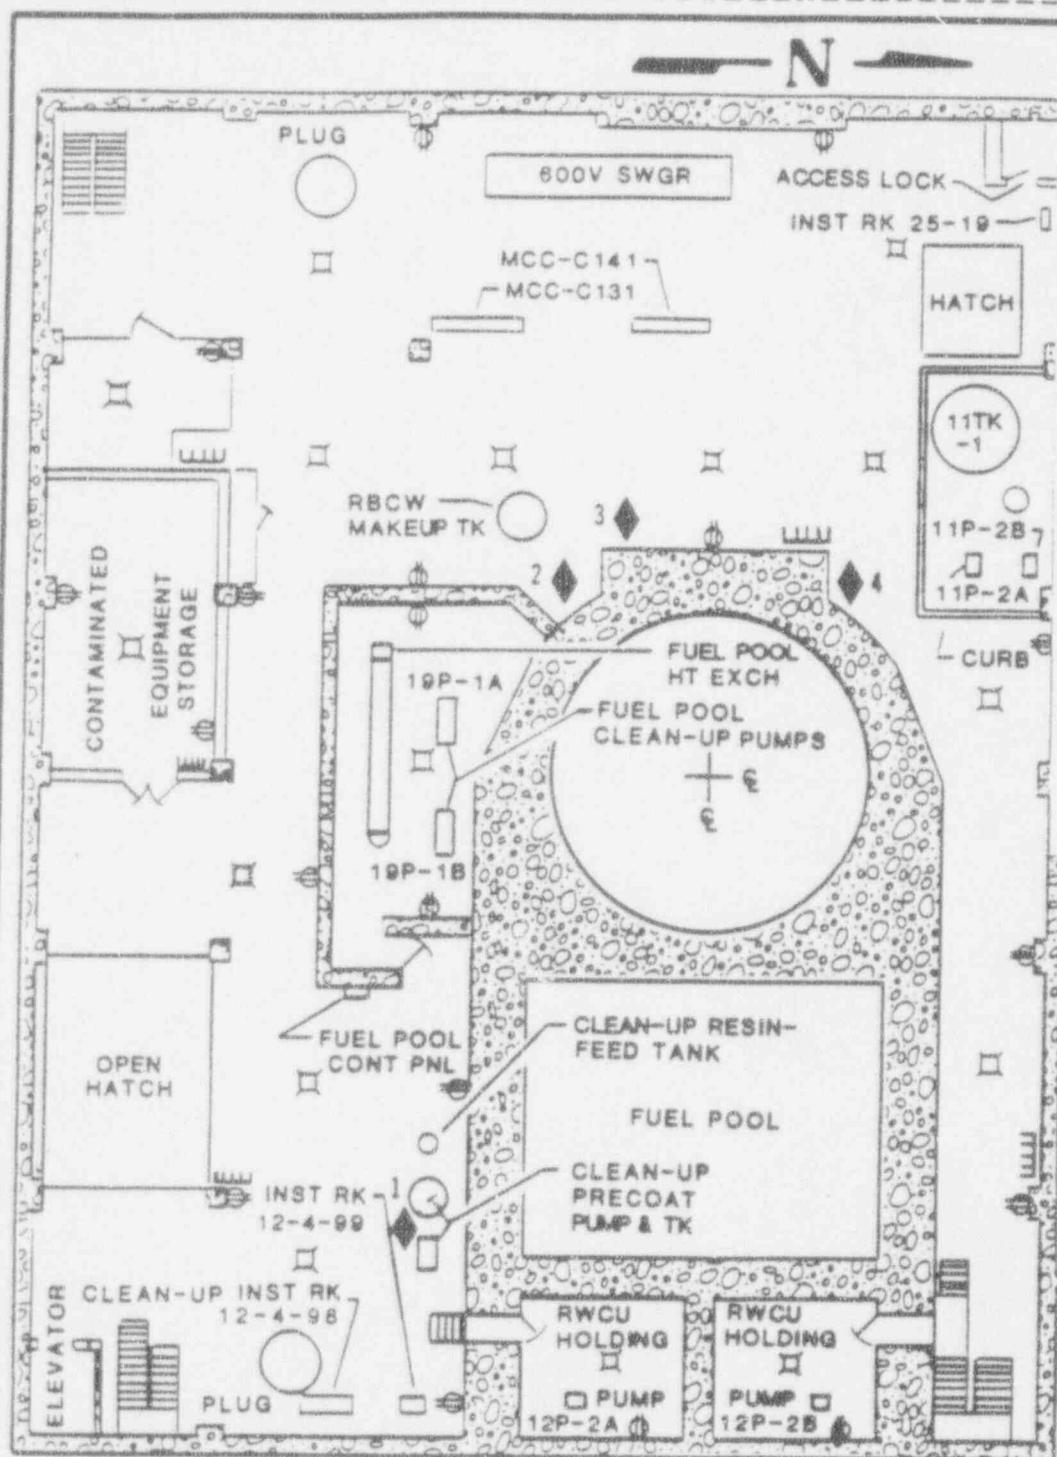 N
PLUG
600V SWGR
ACCESS LOCK
INST RK 25-19
MCC-C141
MCC-C131
HATCH
11TK
-1
RBCW
MAKEUP TK
3
11P-2B
7
2
4
11P-2A
CONTAMINATED
EQUIPMENT
STORAGE
FUEL POOL
HT EXCH
CURB
19P-1A
FUEL POOL
CLEAN-UP PUMPS
19P-1B
FUEL POOL
CONT PNL
CLEAN-UP RESIN-
FEED TANK
OPEN
HATCH
FUEL POOL
CLEAN-UP
PRECOAT
PUMP & TK
INST RK
12-4-99
1
CLEAN-UP INST RK
12-4-98
ELEVATOR
PLUG
RWCU
HOLDING
PUMP
12P-2A
RWCU
HOLDING
PUMP
12P-2B